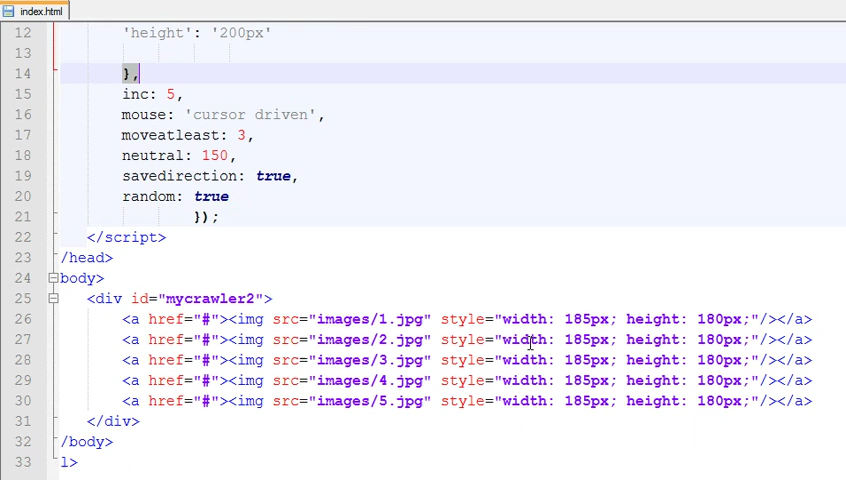 index.html
12 'height': '200px'
13
14 },
15 inc: 5,
16 mouse: 'cursor driven',
17 moveatleast: 3,
18 neutral: 150,
19 savedirection: true,
20 random: true
21 });
22 </script>
23 /head>
24 body>
25 <div id="mycrawler2">
26 <a href="#"><img src="images/1.jpg" style="width: 185px; height: 180px;"/></a>
27 <a href="#"><img src="images/2.jpg" style="width: 185px; height: 180px;"/></a>
28 <a href="#"><img src="images/3.jpg" style="width: 185px; height: 180px;"/></a>
29 <a href="#"><img src="images/4.jpg" style="width: 185px; height: 180px;"/></a>
30 <a href="#"><img src="images/5.jpg" style="width: 185px; height: 180px;"/></a>
31 </div>
32 /body>
33 l>